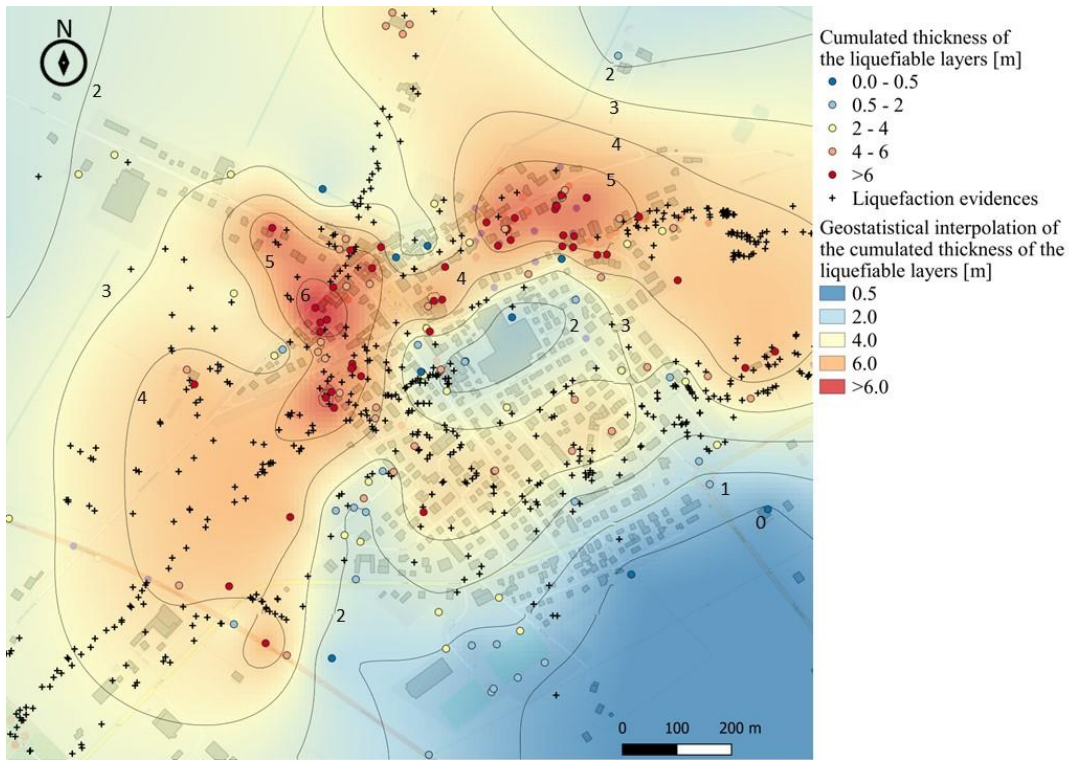 N
2
2
3
4
5
3
5
4
6
2
3
4
1
0
2
0 100 200 m
Cumulated thickness of
the liquefiable layers [m]
0.0 - 0.5
0.5 - 2
2 - 4
4 - 6
>6
Liquefaction evidences
Geostatistical interpolation of
the cumulated thickness of the
liquefiable layers [m]
0.5
2.0
4.0
6.0
>6.0